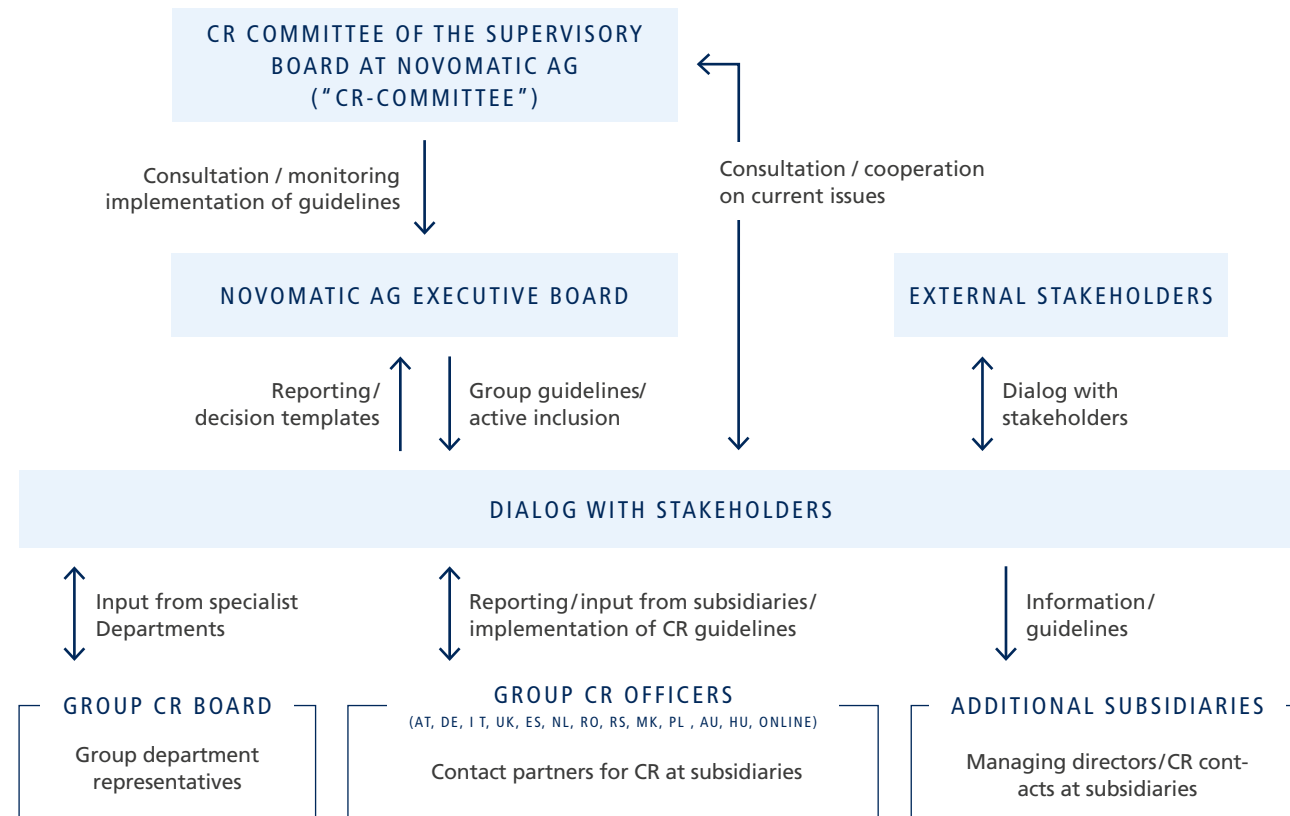 CR COMMITTEE OF THE SUPERVISORY
BOARD AT NOVOMATIC AG
("CR-COMMITTEE")
Consultation / monitoring
implementation of guidelines
Consultation / cooperation
on current issues
NOVOMATIC AG EXECUTIVE BOARD
EXTERNAL STAKEHOLDERS
Reporting/
decision templates
Group guidelines/
active inclusion
Dialog with
stakeholders
DIALOG WITH STAKEHOLDERS
Input from specialist
Departments
Reporting/input from subsidiaries/
implementation of CR guidelines
Information/
guidelines
GROUP CR BOARD
Group department
representatives
GROUP CR OFFICERS
(AT, DE, I T, UK, ES, NL, RO, RS, MK, PL , AU, HU, ONLINE)
Contact partners for CR at subsidiaries
ADDITIONAL SUBSIDIARIES
Managing directors/CR cont-
acts at subsidiaries